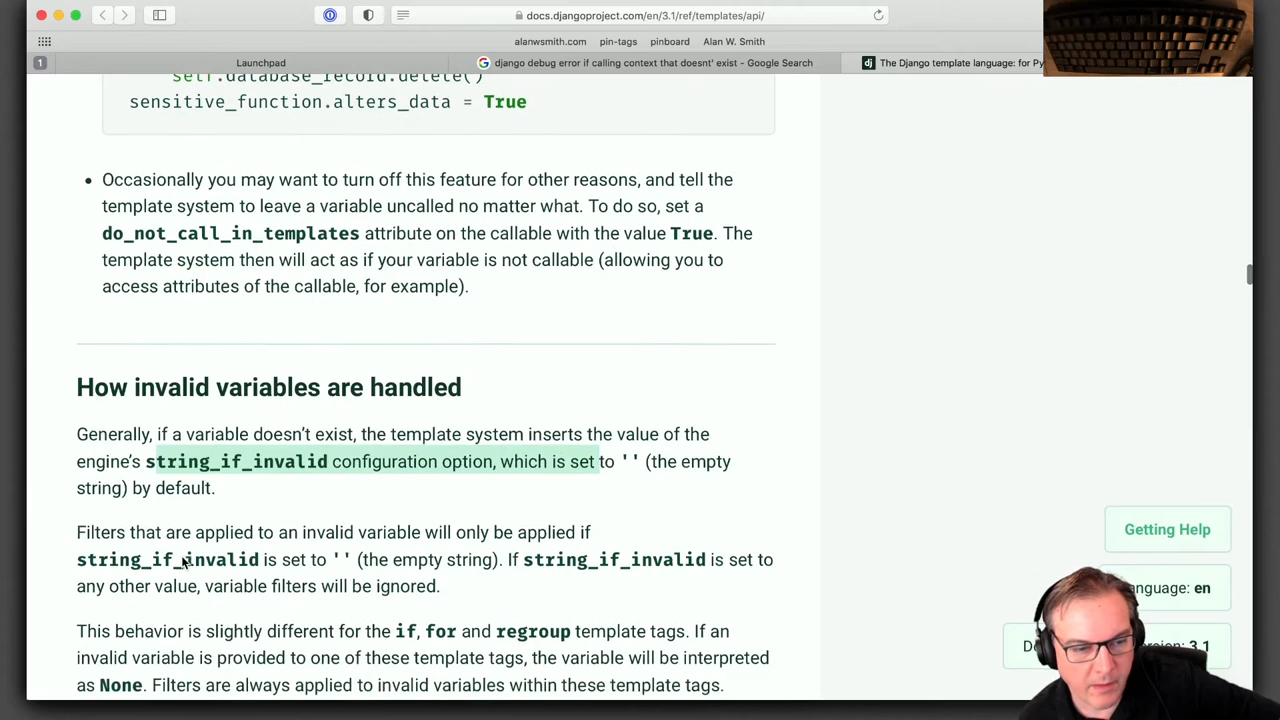 docs.djangoproject.com/en/3.1/ref/templates/api/
alanwsmith.com pin-tags pinboard Alan W. Smith
1 Launchpad django debug error if calling context that doesnt' exist - Google Search dj The Django template language: for Py
self.database_record.delete()
sensitive_function.alters_data = True
Occasionally you may want to turn off this feature for other reasons, and tell the
template system to leave a variable uncalled no matter what. To do so, set a
do_not_call_in_templates attribute on the callable with the value True. The
template system then will act as if your variable is not callable (allowing you to
access attributes of the callable, for example).
How invalid variables are handled
Generally, if a variable doesn't exist, the template system inserts the value of the
engine's string_if_invalid configuration option, which is set to '' (the empty
string) by default.
Filters that are applied to an invalid variable will only be applied if
string_if_invalid is set to '' (the empty string). If string_if_invalid is set to
any other value, variable filters will be ignored.
This behavior is slightly different for the if, for and regroup template tags. If an
invalid variable is provided to one of these template tags, the variable will be interpreted
as None. Filters are always applied to invalid variables within these template tags.
Getting Help
anguage: en
3.1